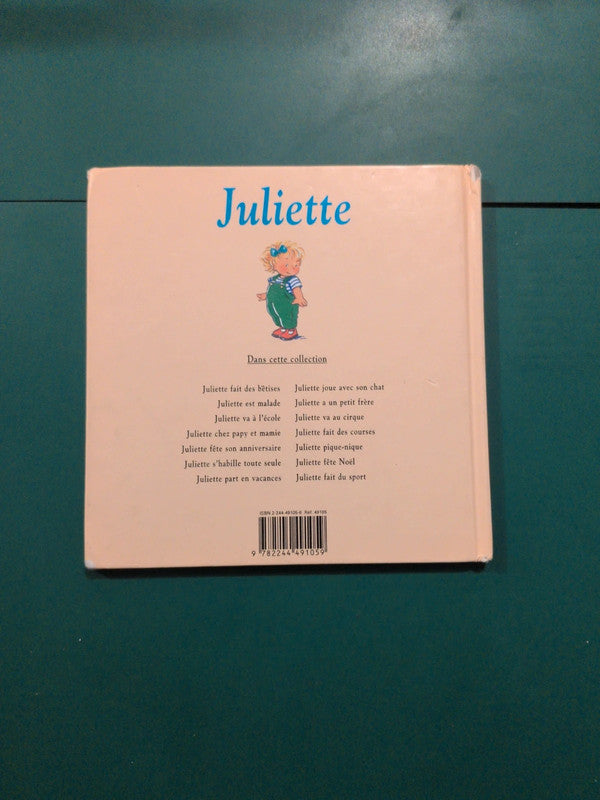 Juliette
Dans cette collection
Juliette fait des bêtises
Juliette est malade
Juliette va à l'école
Juliette chez papy et mamie
Juliette fête son anniversaire
Juliette s'habille toute seule
Juliette part en vacances
Juliette joue avec son chat
Juliette a un petit frère
Juliette va au cirque
Juliette fait des courses
Juliette pique-nique
Juliette fête Noël
Juliette fait du sport
ISBN 2-244-49105-6 Réf. 49105
9 782244 491059